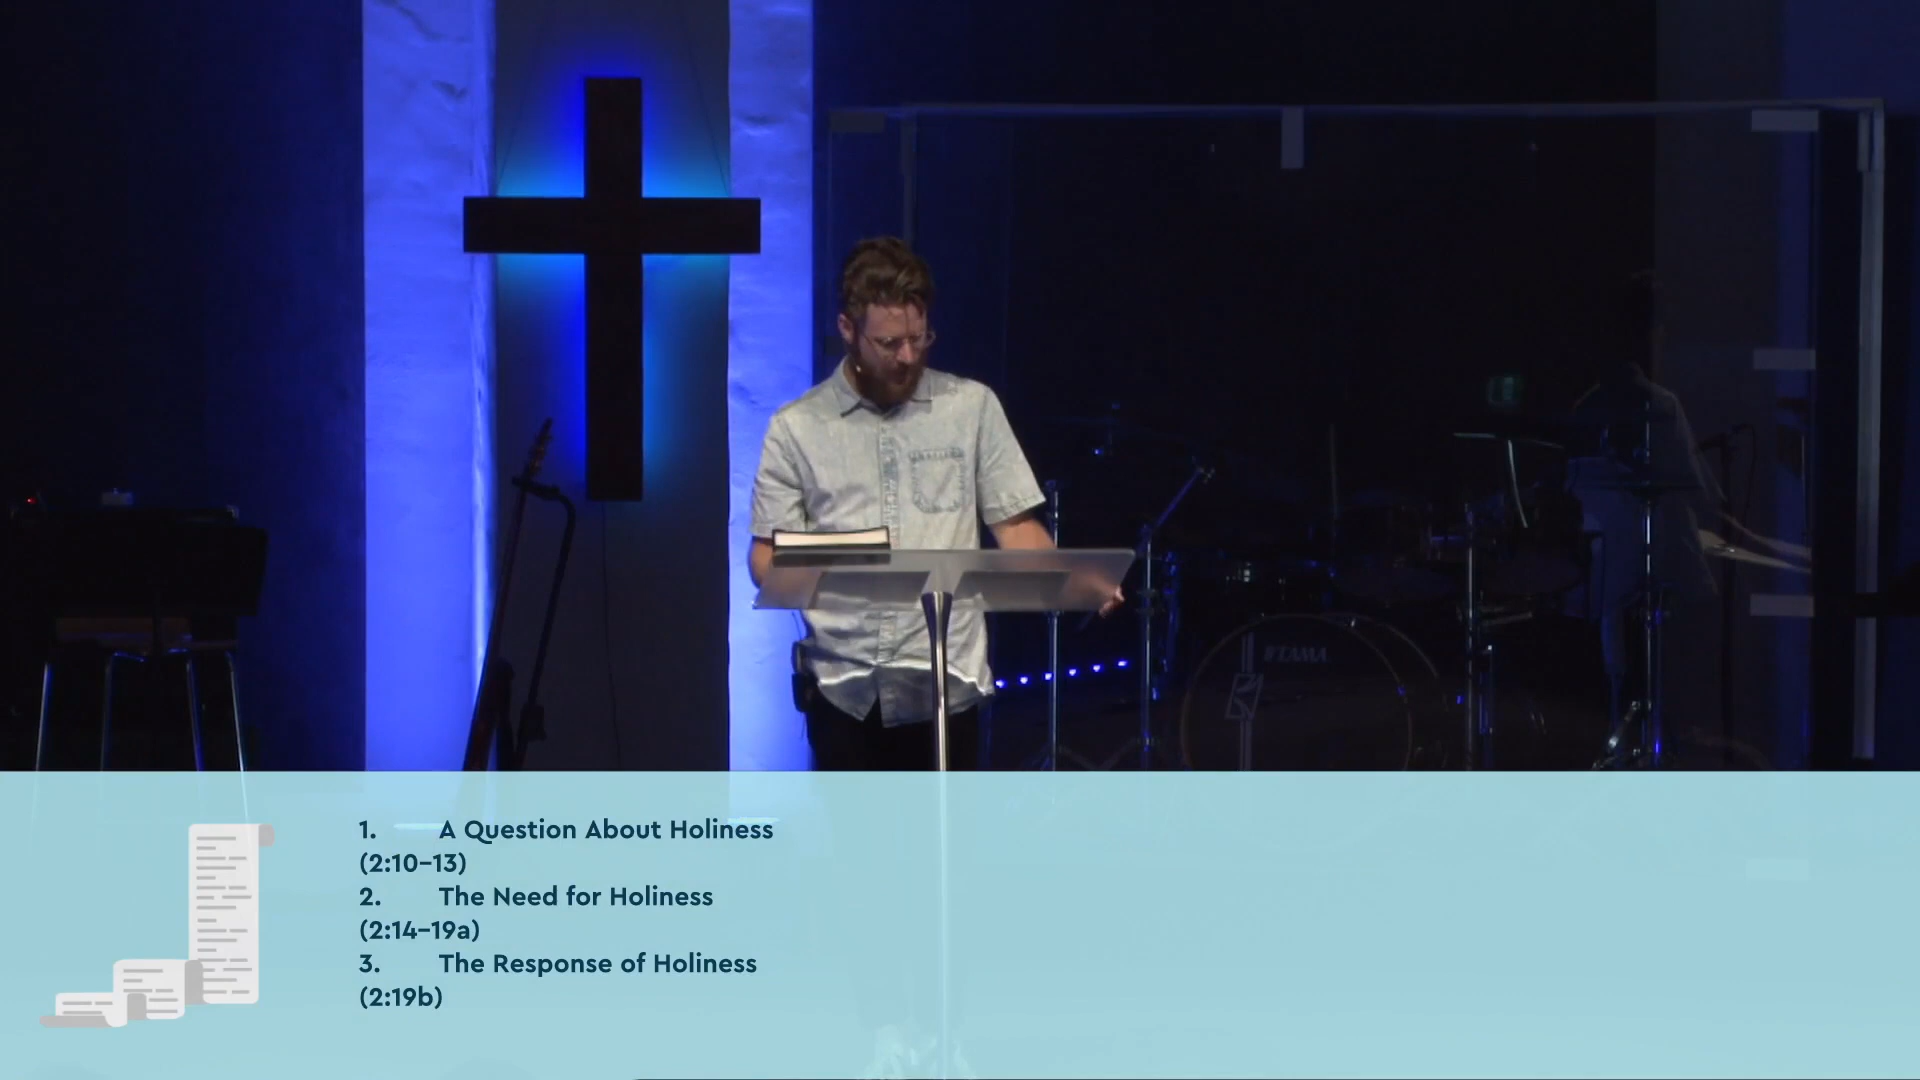 TAMA
1. A Question About Holiness
(2:10–13)
2. The Need for Holiness
(2:14–19a)
3. The Response of Holiness
(2:19b)